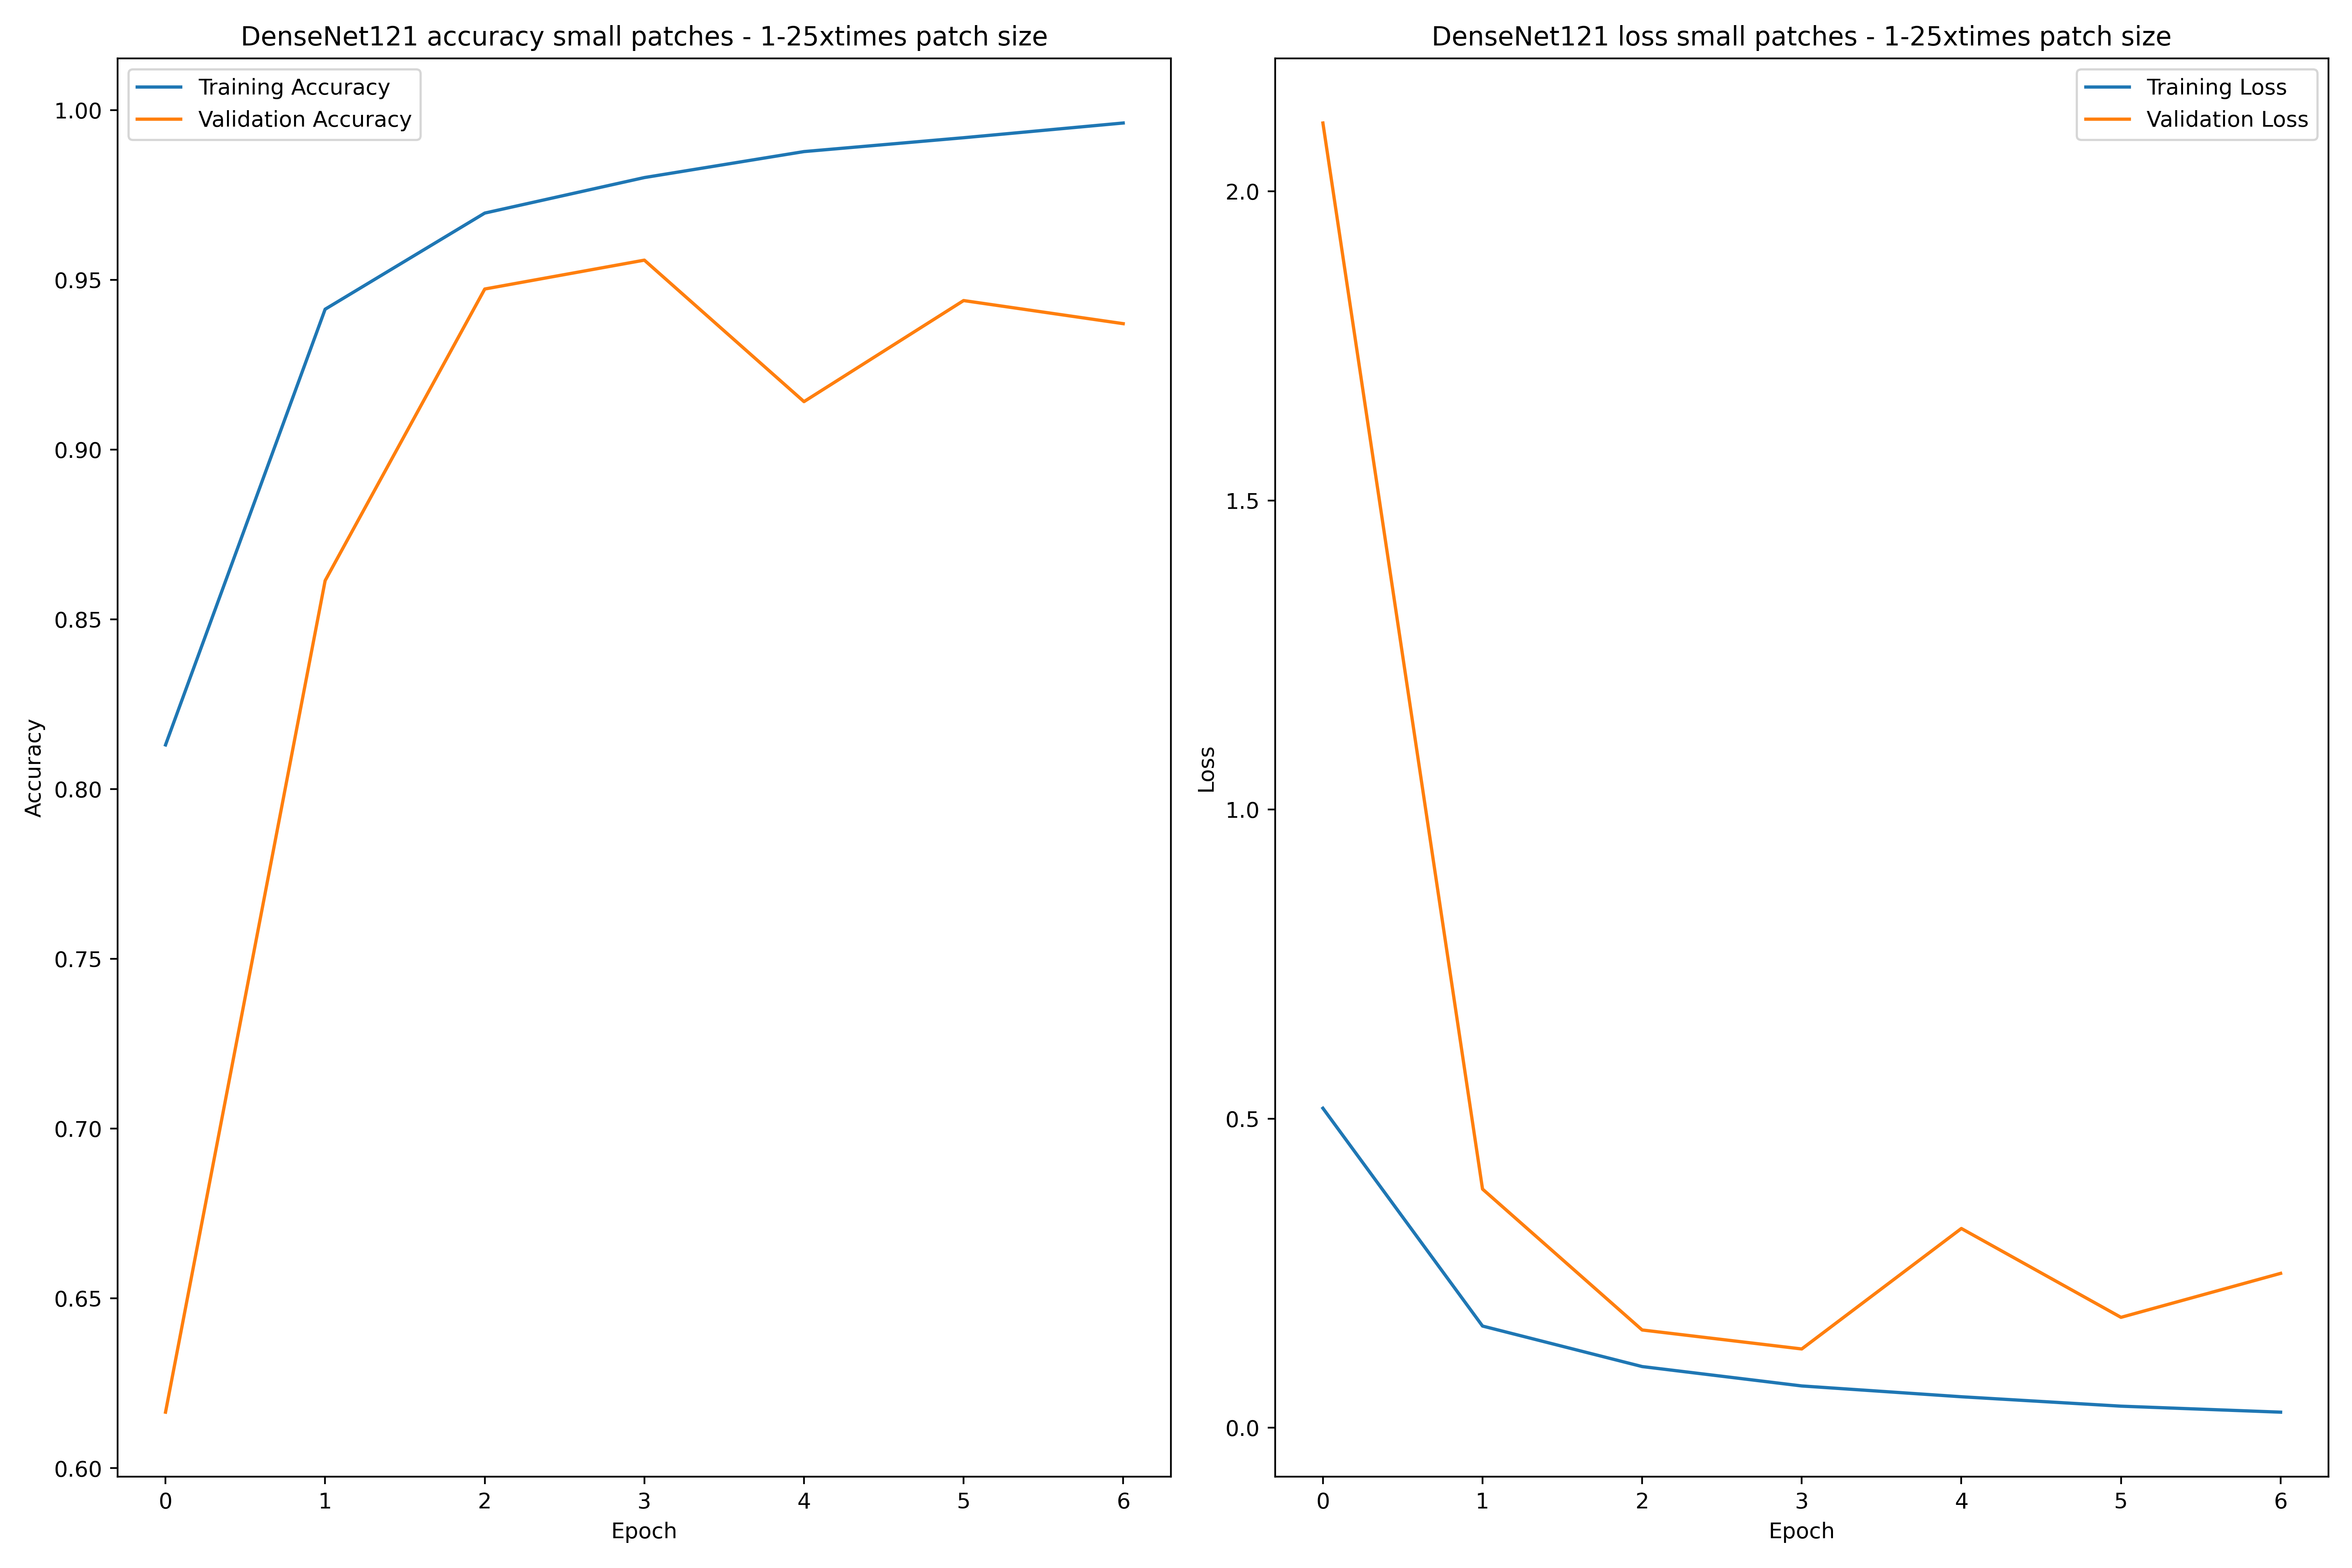 DenseNet121 accuracy small patches - 1-25xtimes patch size
Training Accuracy
Validation Accuracy
1.00
0.95
0.90
0.85
0.80
0.75
0.70
0.65
0.60
Accuracy
0 1 2 3 4 5 6
Epoch
DenseNet121 loss small patches - 1-25xtimes patch size
Training Loss
Validation Loss
2.0
1.5
1.0
0.5
0.0
Loss
0 1 2 3 4 5 6
Epoch